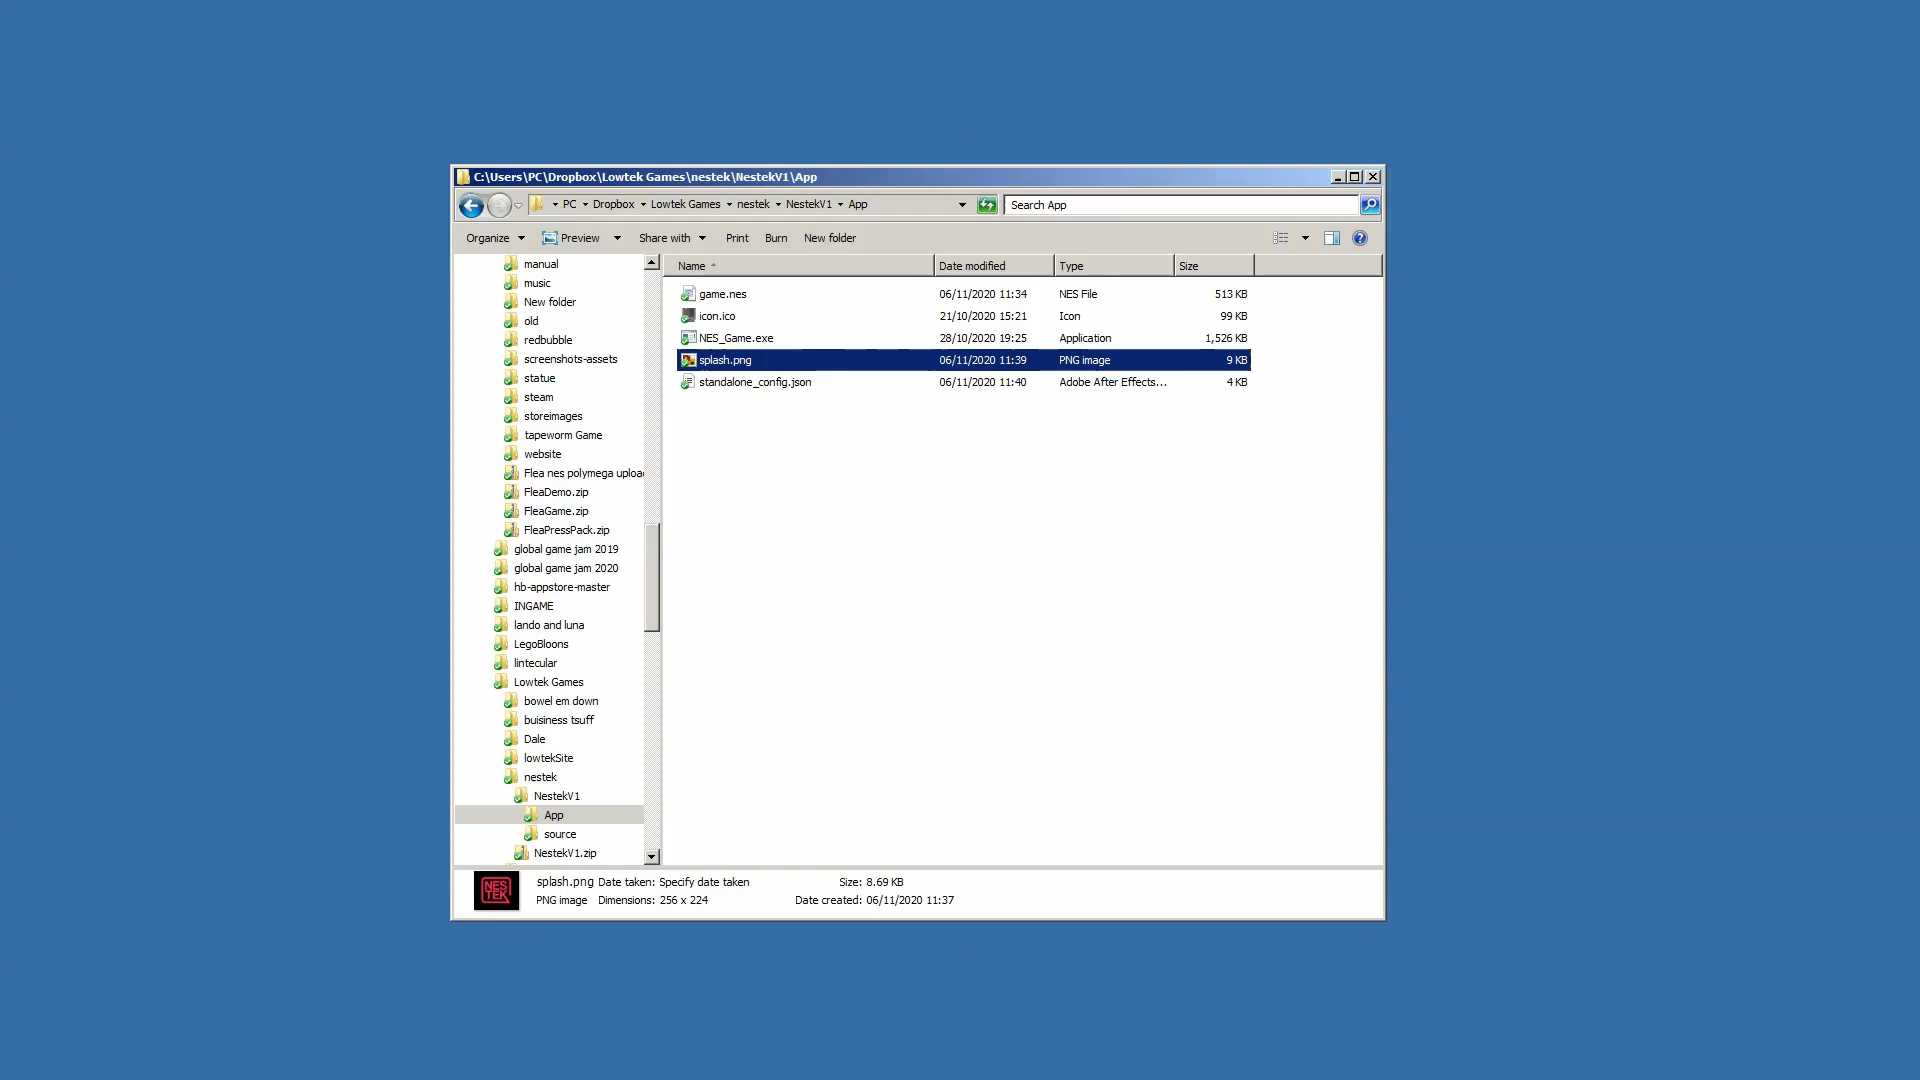 C:\Users\PC\Dropbox\Lowtek Games\nestek\NestekV1\App
PC Dropbox Lowtek Games nestek NestekV1 App
Search App
Organize Preview Share with Print Burn New folder
manual
music
New folder
old
redbubble
screenshots-assets
statue
steam
storeimages
tapeworm Game
website
Flea nes polymega uploa
FleaDemo.zip
FleaGame.zip
FleaPressPack.zip
global game jam 2019
global game jam 2020
hb-appstore-master
INGAME
lando and luna
LegoBloons
lintecular
Lowtek Games
bowel em down
buisiness tsuff
Dale
lowtekSite
nestek
NestekV1
App
source
NestekV1.zip
Name Date modified Type Size
game.nes 06/11/2020 11:34 NES File 513 KB
icon.ico 21/10/2020 15:21 Icon 99 KB
NES_Game.exe 28/10/2020 19:25 Application 1,526 KB
splash.png 06/11/2020 11:39 PNG image 9 KB
standalone_config.json 06/11/2020 11:40 Adobe After Effects... 4 KB
NES
TEK
splash.png Date taken: Specify date taken Size: 8.69 KB
PNG image Dimensions: 256 x 224 Date created: 06/11/2020 11:37